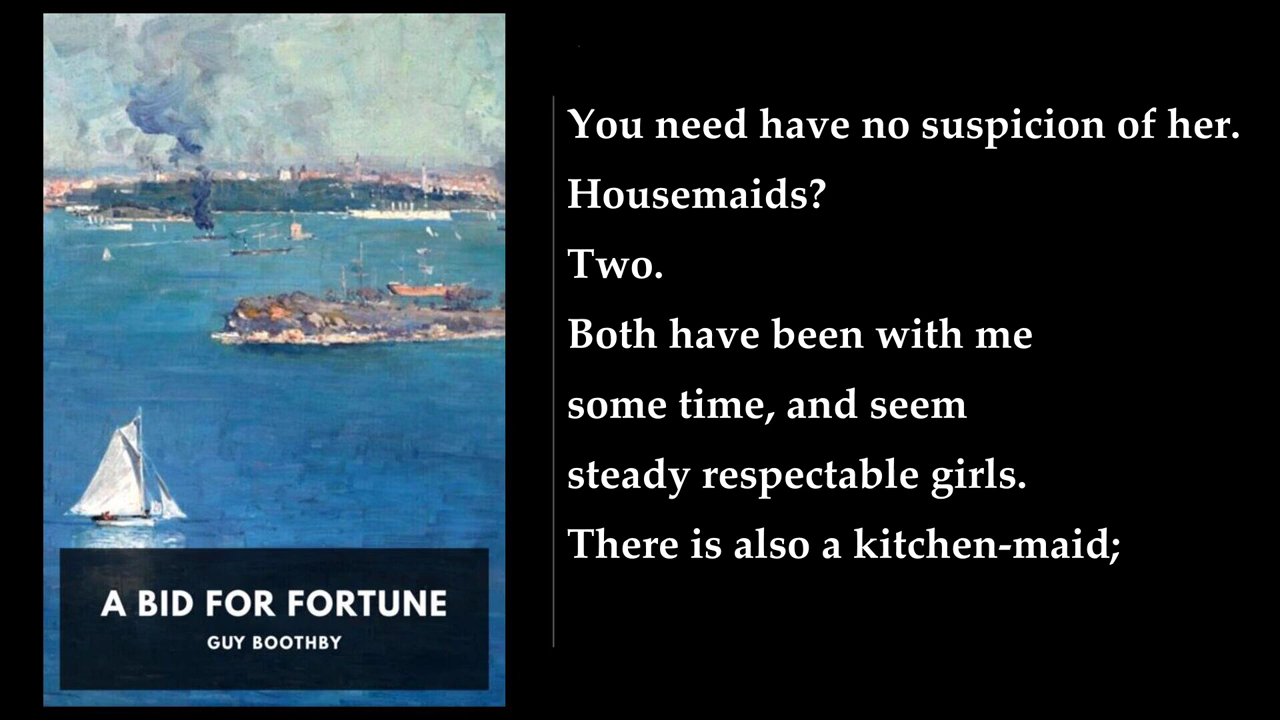 A BID FOR FORTUNE
GUY BOOTHBY
You need have no suspicion of her.
Housemaids?
Two.
Both have been with me
some time, and seem
steady respectable girls.
There is also a kitchen-maid;